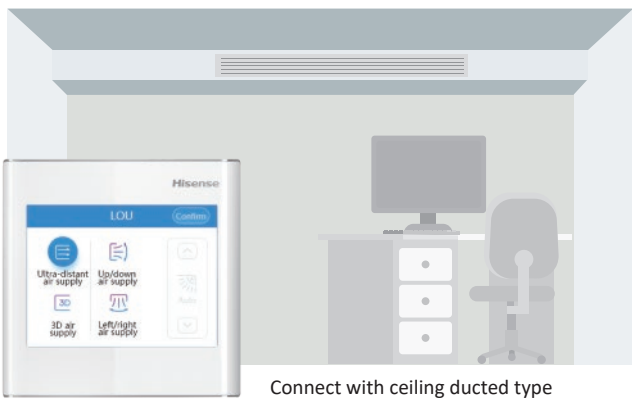 Hisense
LOU
Confirm
Ultra-distant
air supply
Up/down
air supply
Auto
3D
3D air
supply
Left/right
air supply
Connect with ceiling ducted type